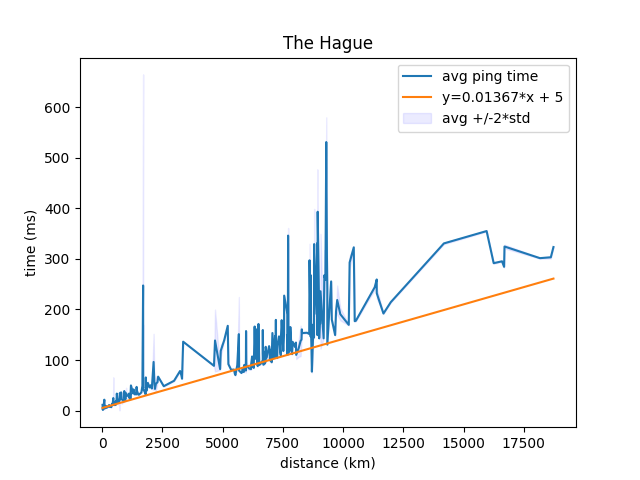 The Hague
avg ping time
y=0.01367*x + 5
avg +/-2*std
time (ms)
600
500
400
300
200
100
0
0 2500 5000 7500 10000 12500 15000 17500
distance (km)